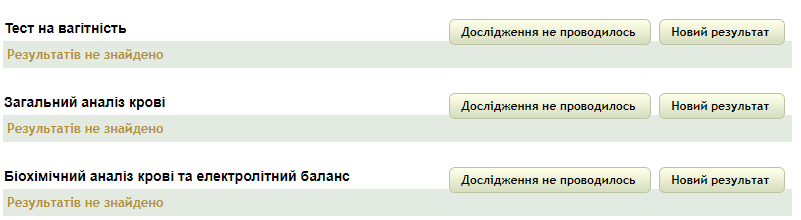 Тест на вагітність
Дослідження не проводилось
Новий результат
Результатів не знайдено
Загальний аналіз крові
Дослідження не проводилось
Новий результат
Результатів не знайдено
Біохімічний аналіз крові та електролітний баланс
Дослідження не проводилось
Новий результат
Результатів не знайдено